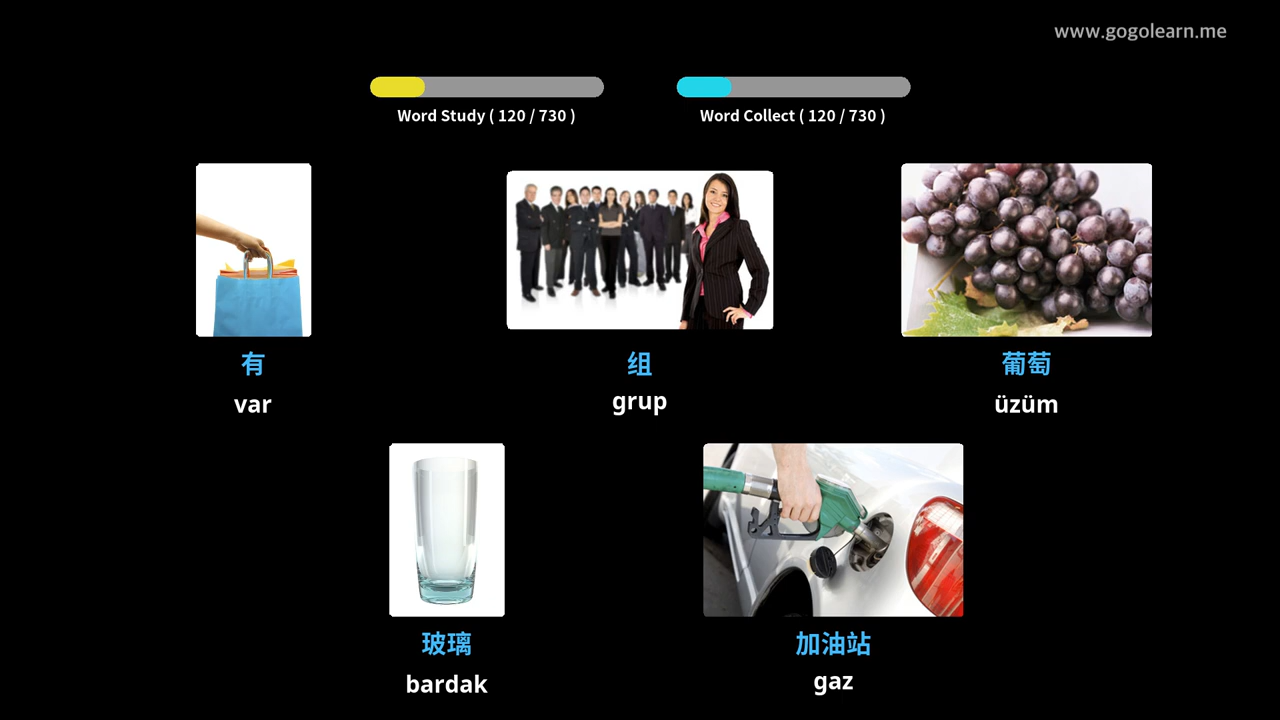 www.gogolearn.me
Word Study ( 120 / 730 )
Word Collect ( 120 / 730 )
有
var
组
grup
葡萄
üzüm
玻璃
bardak
加油站
gaz